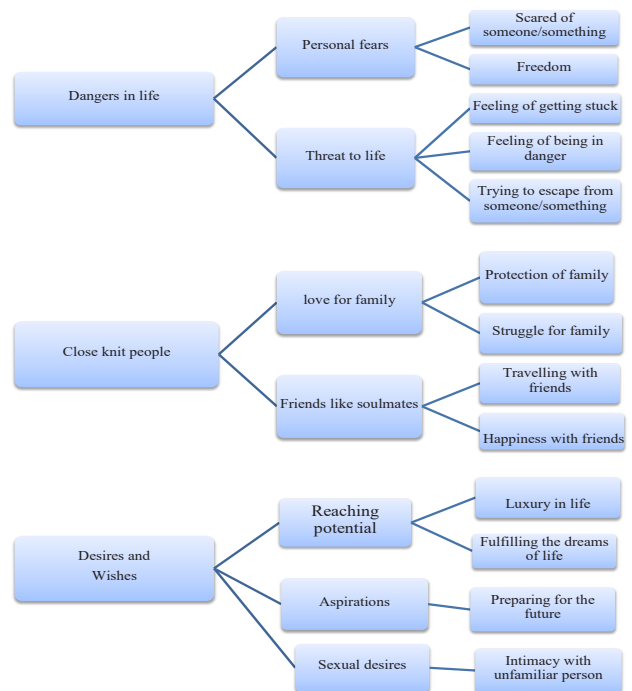 Dangers in life
Personal fears
Scared of
someone/something
Freedom
Threat to life
Feeling of getting stuck
Feeling of being in
danger
Trying to escape from
someone/something
Close knit people
love for family
Protection of family
Struggle for family
Friends like soulmates
Travelling with
friends
Happiness with friends
Desires and
Wishes
Reaching
potential
Luxury in life
Fulfilling the dreams
of life
Aspirations
Preparing for the
future
Sexual desires
Intimacy with
unfamiliar person